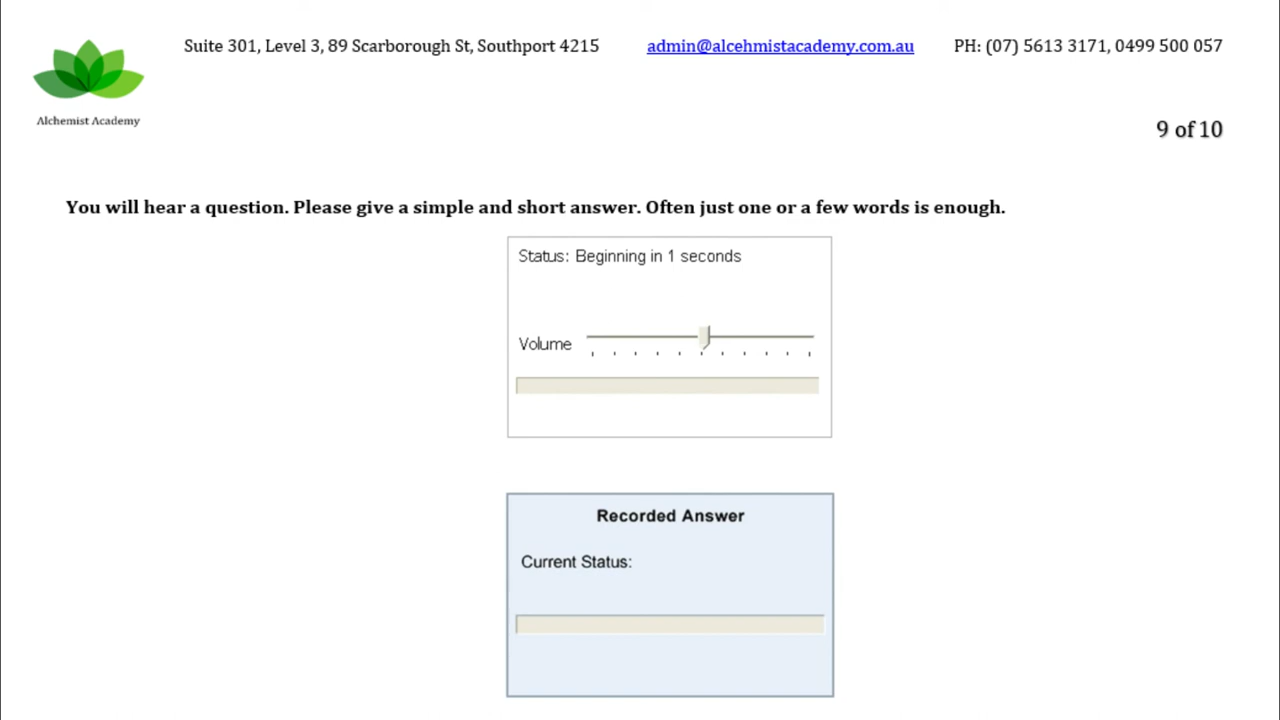 Suite 301, Level 3, 89 Scarborough St, Southport 4215 admin@alcehmistacademy.com.au PH: (07) 5613 3171, 0499 500 057
Alchemist Academy
9 of 10
You will hear a question. Please give a simple and short answer. Often just one or a few words is enough.
Status: Beginning in 1 seconds
Volume
Recorded Answer
Current Status: